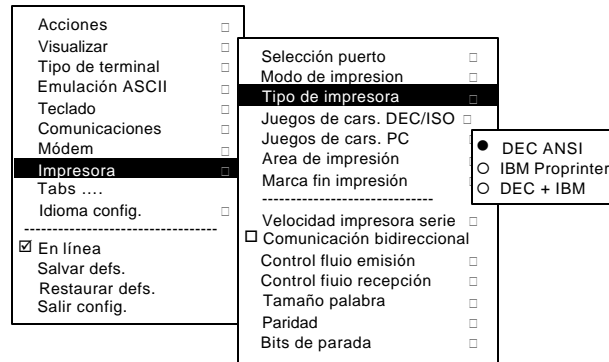 Acciones
Visualizar
Tipo de terminal
Emulación ASCII
Teclado
Comunicaciones
Módem
Impresora
Tabs ....
Idioma config.
---------------------------------
En línea
Salvar defs.
Restaurar defs.
Salir config.
Selección puerto
Modo de impresion
Tipo de impresora
Juegos de cars. DEC/ISO
Juegos de cars. PC
Area de impresión
Marca fin impresión
-----------------------------
Velocidad impresora serie
Comunicación bidireccional
Control fluio emisión
Control fiuio recepción
Tamaño palabra
Paridad
Bits de parada
DEC ANSI
IBM Proprinter
DEC + IBM